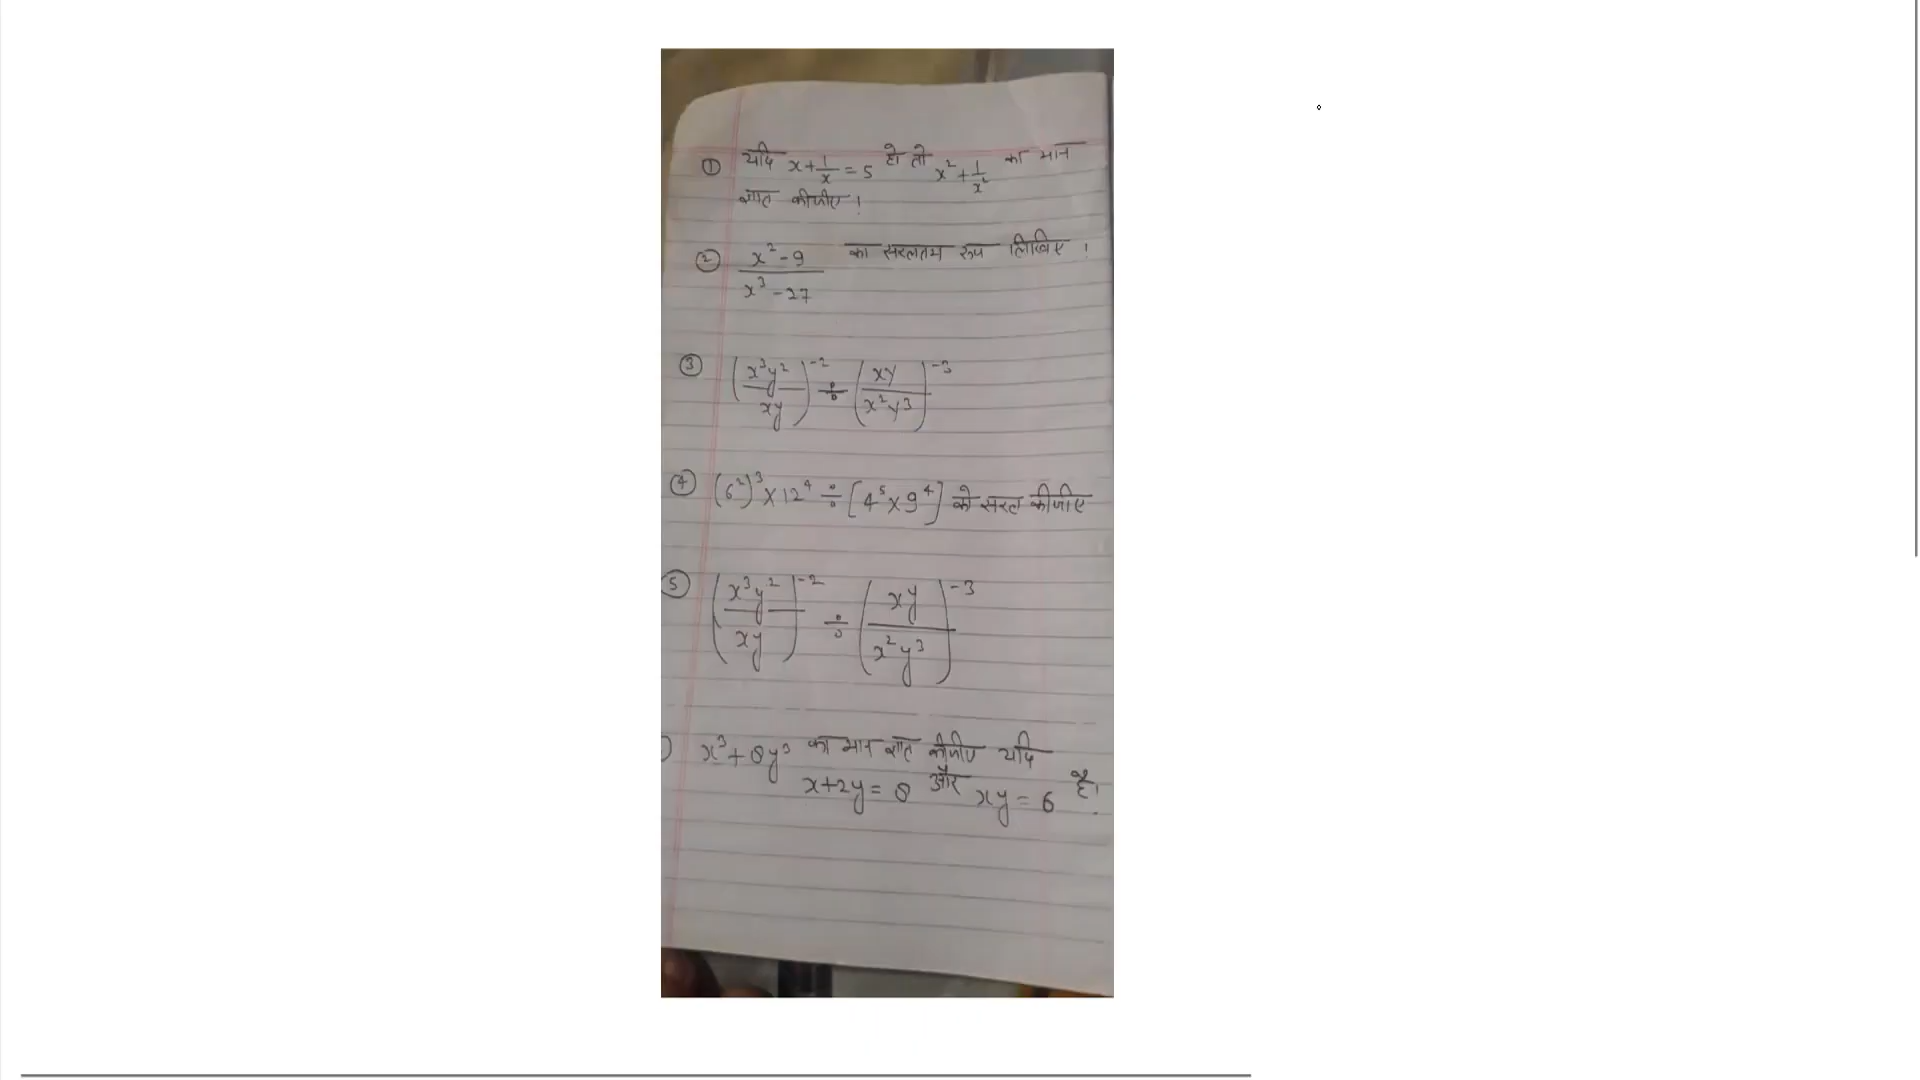 ① यदि x+1/x = 5 हो तो x²+1/x² का मान
ज्ञात कीजीए।
② (x²-9)/(x³-27) का सरलतम रूप लिखिए।
③ (x³y²/xy)⁻² ÷ (xy/x²y³)⁻³
④ (6²)³×12⁴ ÷ [4⁵×9⁴] को सरल कीजीए
⑤ (x³y²/xy)⁻² ÷ (xy/x²y³)⁻³
x³+8y³ का मान ज्ञात कीजीए यदि
x+2y = 8 और xy = 6 है।